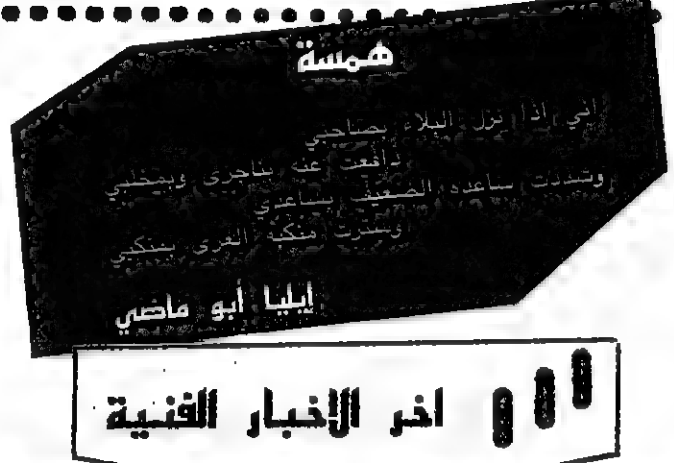 همسة
إني إذا نزل البلاء بصاحبي
دافعت عنه بناجزي وبمخلبي
وشددت ساعده الضعيف بساعدي
وسترت منكبه العري بمنكبي
إيليا أبو ماضي
اخر الاخبار الفنية